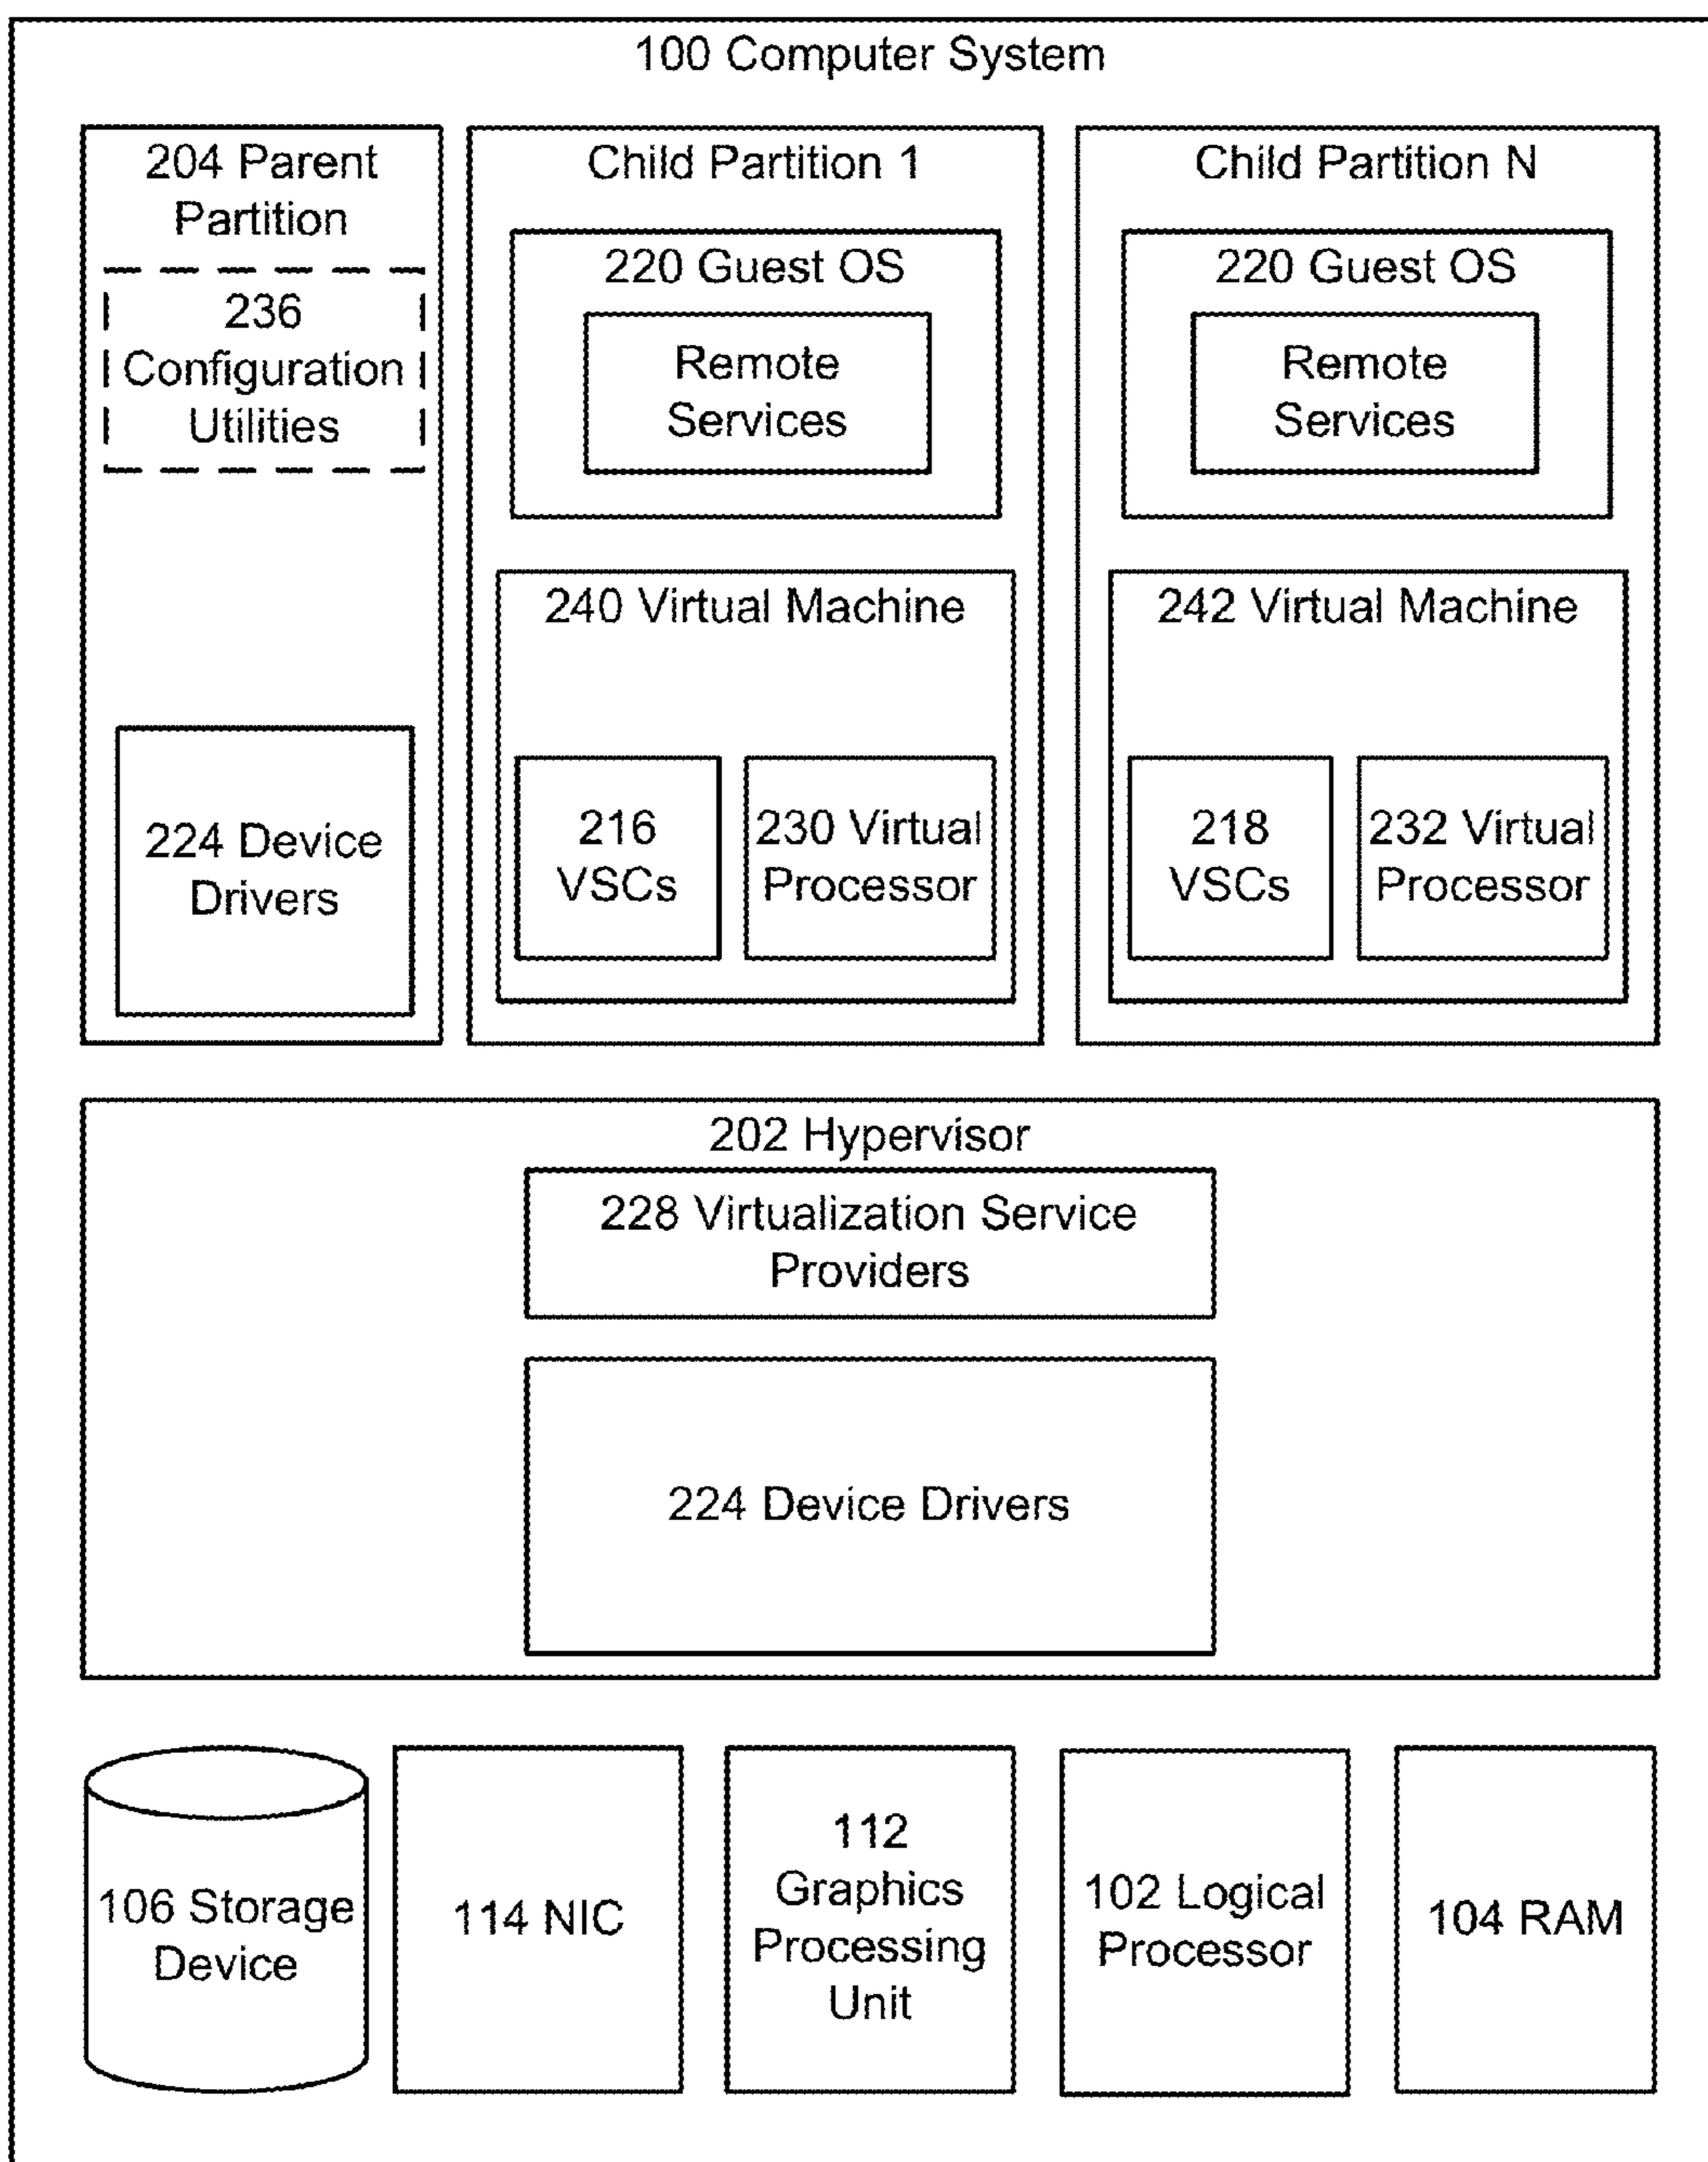 100 Computer System
204 Parent
Partition
236
Configuration
Utilities
224 Device
Drivers
Child Partition 1
220 Guest OS
Remote
Services
240 Virtual Machine
216
VSCs
230 Virtual
Processor
Child Partition N
220 Guest OS
Remote
Services
242 Virtual Machine
218
VSCs
232 Virtual
Processor
202 Hypervisor
228 Virtualization Service
Providers
224 Device Drivers
106 Storage
Device
114 NIC
112
Graphics
Processing
Unit
102 Logical
Processor
104 RAM